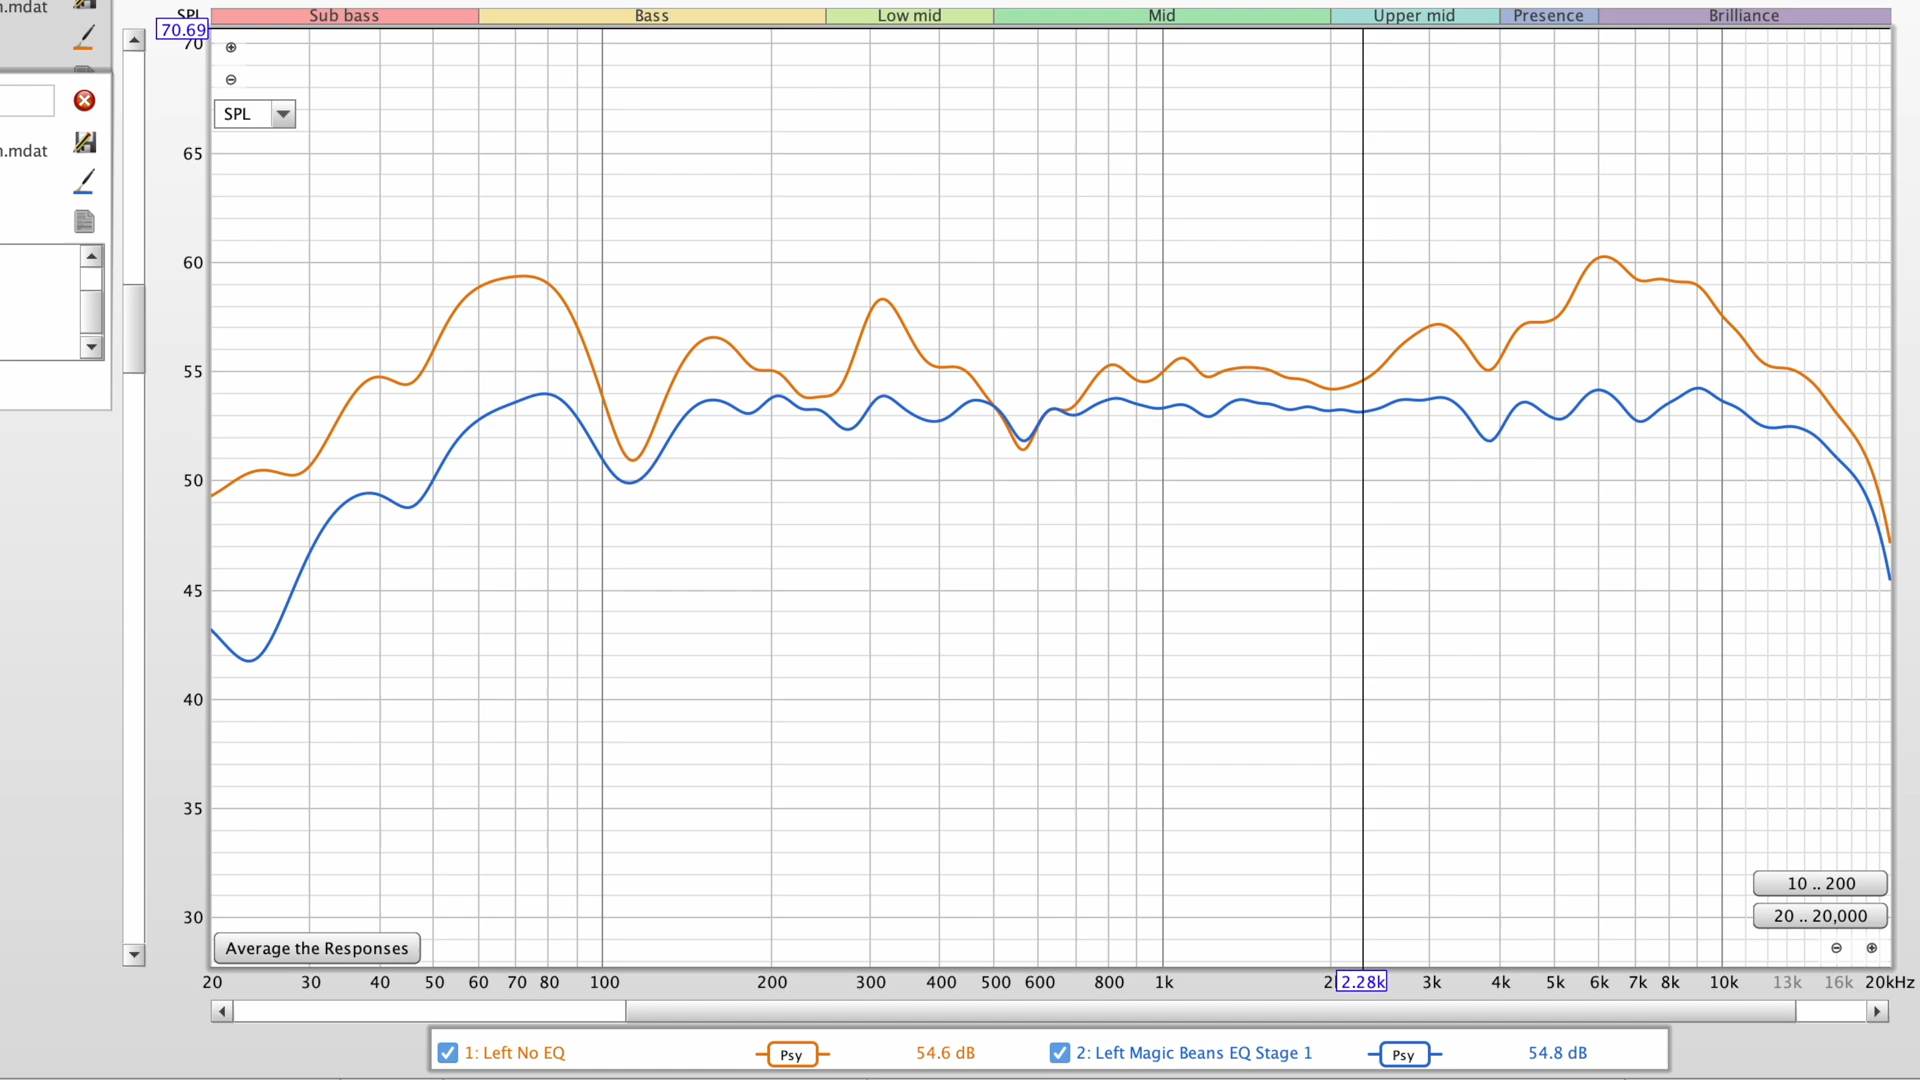 n.mdat
SPL
Sub bass
Bass
Low mid
Mid
Upper mid
Presence
Brilliance
70.69
70
SPL
n.mdat
65
60
55
50
45
40
35
30
10 .. 200
20 .. 20,000
Average the Responses
20 30 40 50 60 70 80 100 200 300 400 500 600 800 1k 2.28k 3k 4k 5k 6k 7k 8k 10k 13k 16k 20kHz
1: Left No EQ Psy 54.6 dB 2: Left Magic Beans EQ Stage 1 Psy 54.8 dB